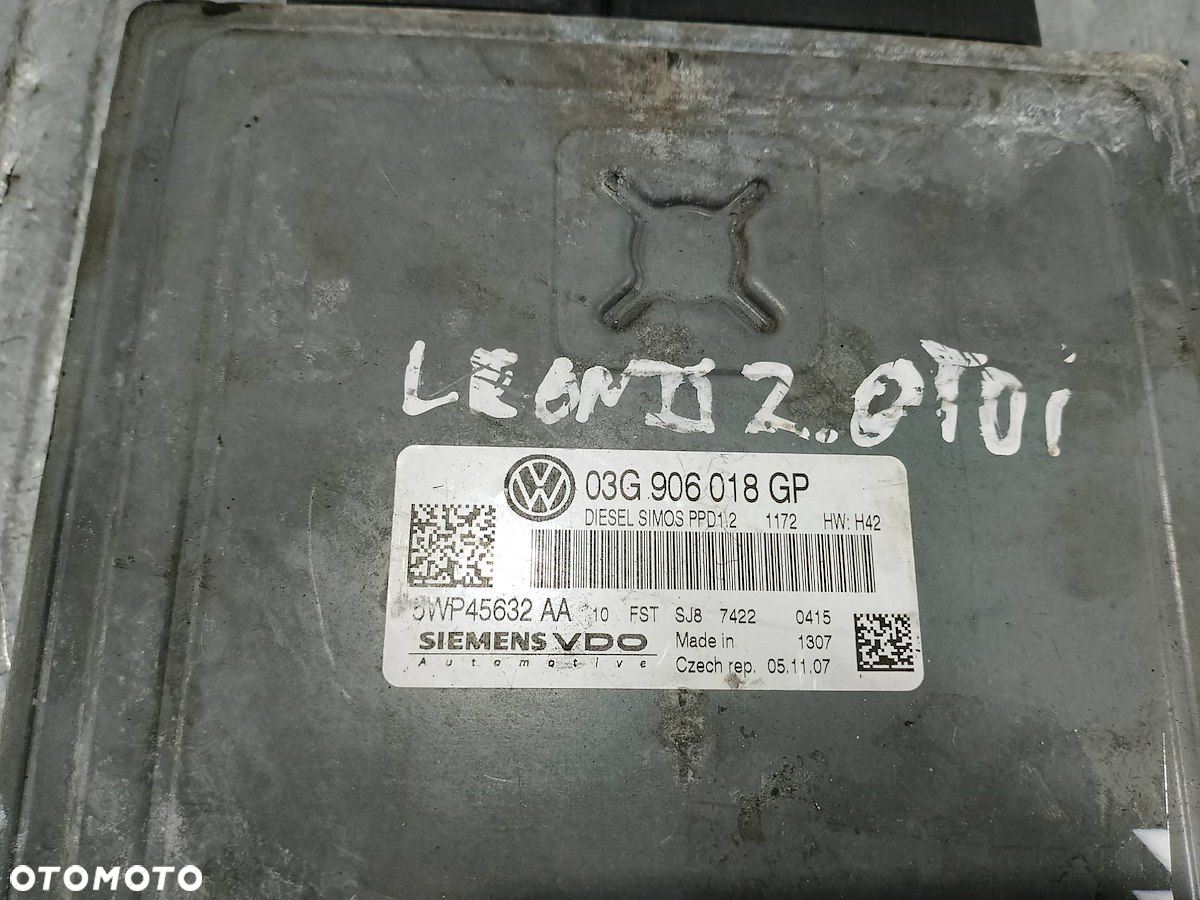 LEON II 2.0TDi
03G 906 018 GP
DIESEL SIMOS PPD1.2 1172 HW: H42
5WP45632 AA 10 FST SJ8 7422 0415
SIEMENS VDO Made in 1307
Automotive Czech rep. 05.11.07
OTOMOTO